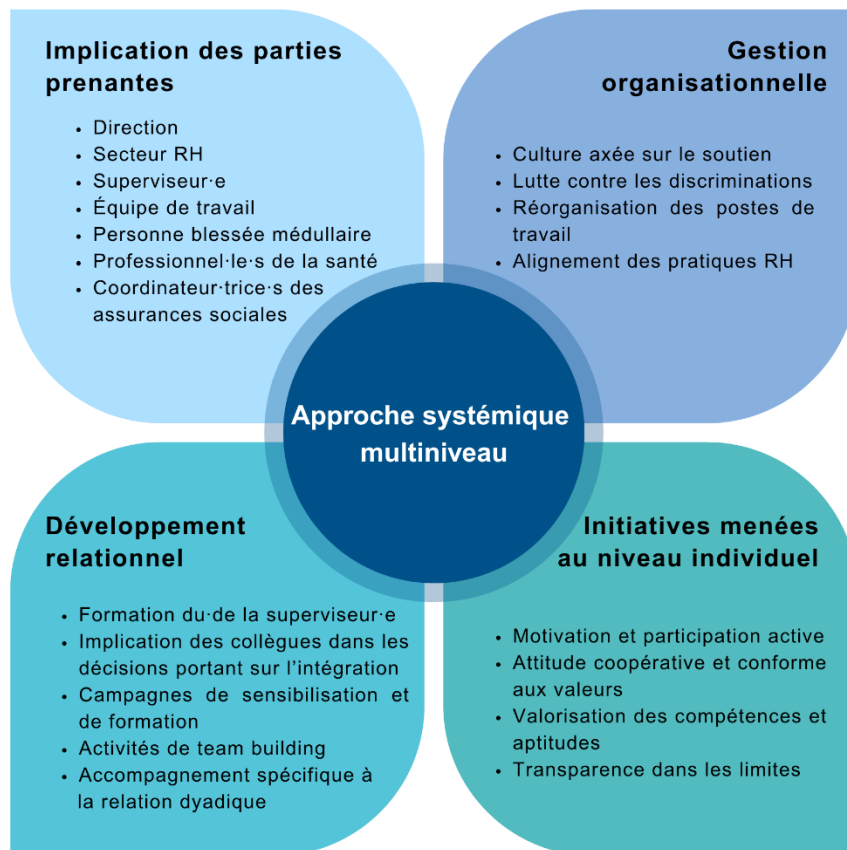 Implication des parties
prenantes
• Direction
• Secteur RH
• Superviseur·e
• Équipe de travail
• Personne blessée médullaire
• Professionnel·le·s de la santé
• Coordinateur·trice·s des
assurances sociales
Gestion
organisationnelle
• Culture axée sur le soutien
• Lutte contre les discriminations
• Réorganisation des postes de
travail
• Alignement des pratiques RH
Approche systémique
multiniveau
Développement
relationnel
• Formation du·de la superviseur·e
• Implication des collègues dans les
décisions portant sur l'intégration
• Campagnes de sensibilisation et
de formation
• Activités de team building
• Accompagnement spécifique à
la relation dyadique
Initiatives menées
au niveau individuel
• Motivation et participation active
• Attitude coopérative et conforme
aux valeurs
• Valorisation des compétences et
aptitudes
• Transparence dans les limites